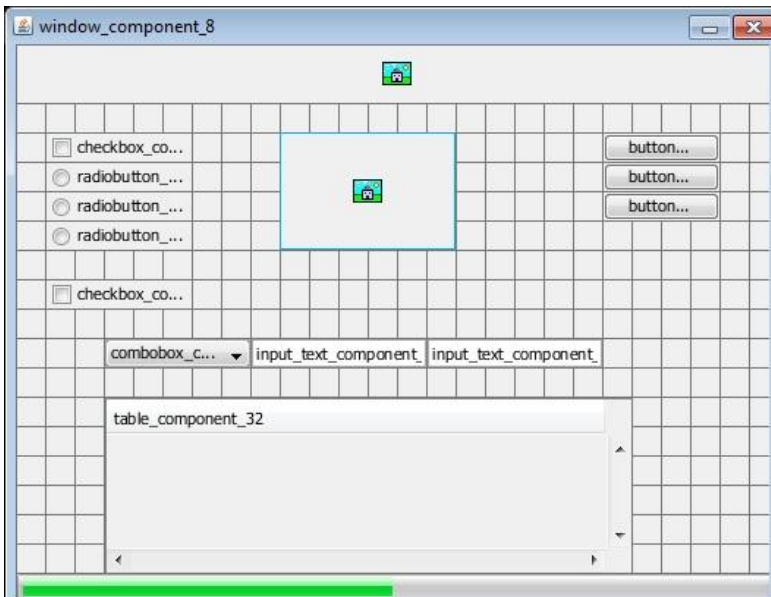 window_component_8
checkbox_co...
button...
radiobutton_...
button...
radiobutton_...
button...
radiobutton_...
checkbox_co...
combobox_c... input_text_component_ input_text_component_
table_component_32